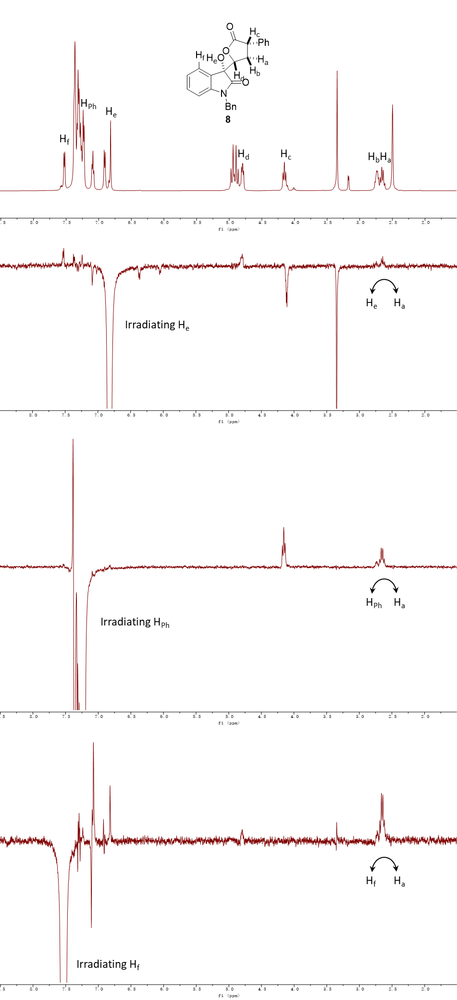 O
Hc
Ph
O
Hf
HeO
Ha
Hb
Hd
O
N
Bn
8
HPh
He
Hf
Hd
Hc
HbHa
.5 8.0 7.5 7.0 6.5 6.0 5.5 5.0 4.5 4.0 3.5 3.0 2.5 2.0
f1 (ppm)
He Ha
Irradiating He
8.0 7.5 7.0 6.5 6.0 5.5 5.0 4.5 4.0 3.5 3.0 2.5 2.0
f1 (ppm)
HPh Ha
Irradiating HPh
.5 8.0 7.5 7.0 6.5 6.0 5.5 5.0 4.5 4.0 3.5 3.0 2.5 2.0
f1 (ppm)
Hf Ha
Irradiating Hf
.5 8.0 7.5 7.0 6.5 6.0 5.5 5.0 4.5 4.0 3.5 3.0 2.5 2.0
f1 (ppm)